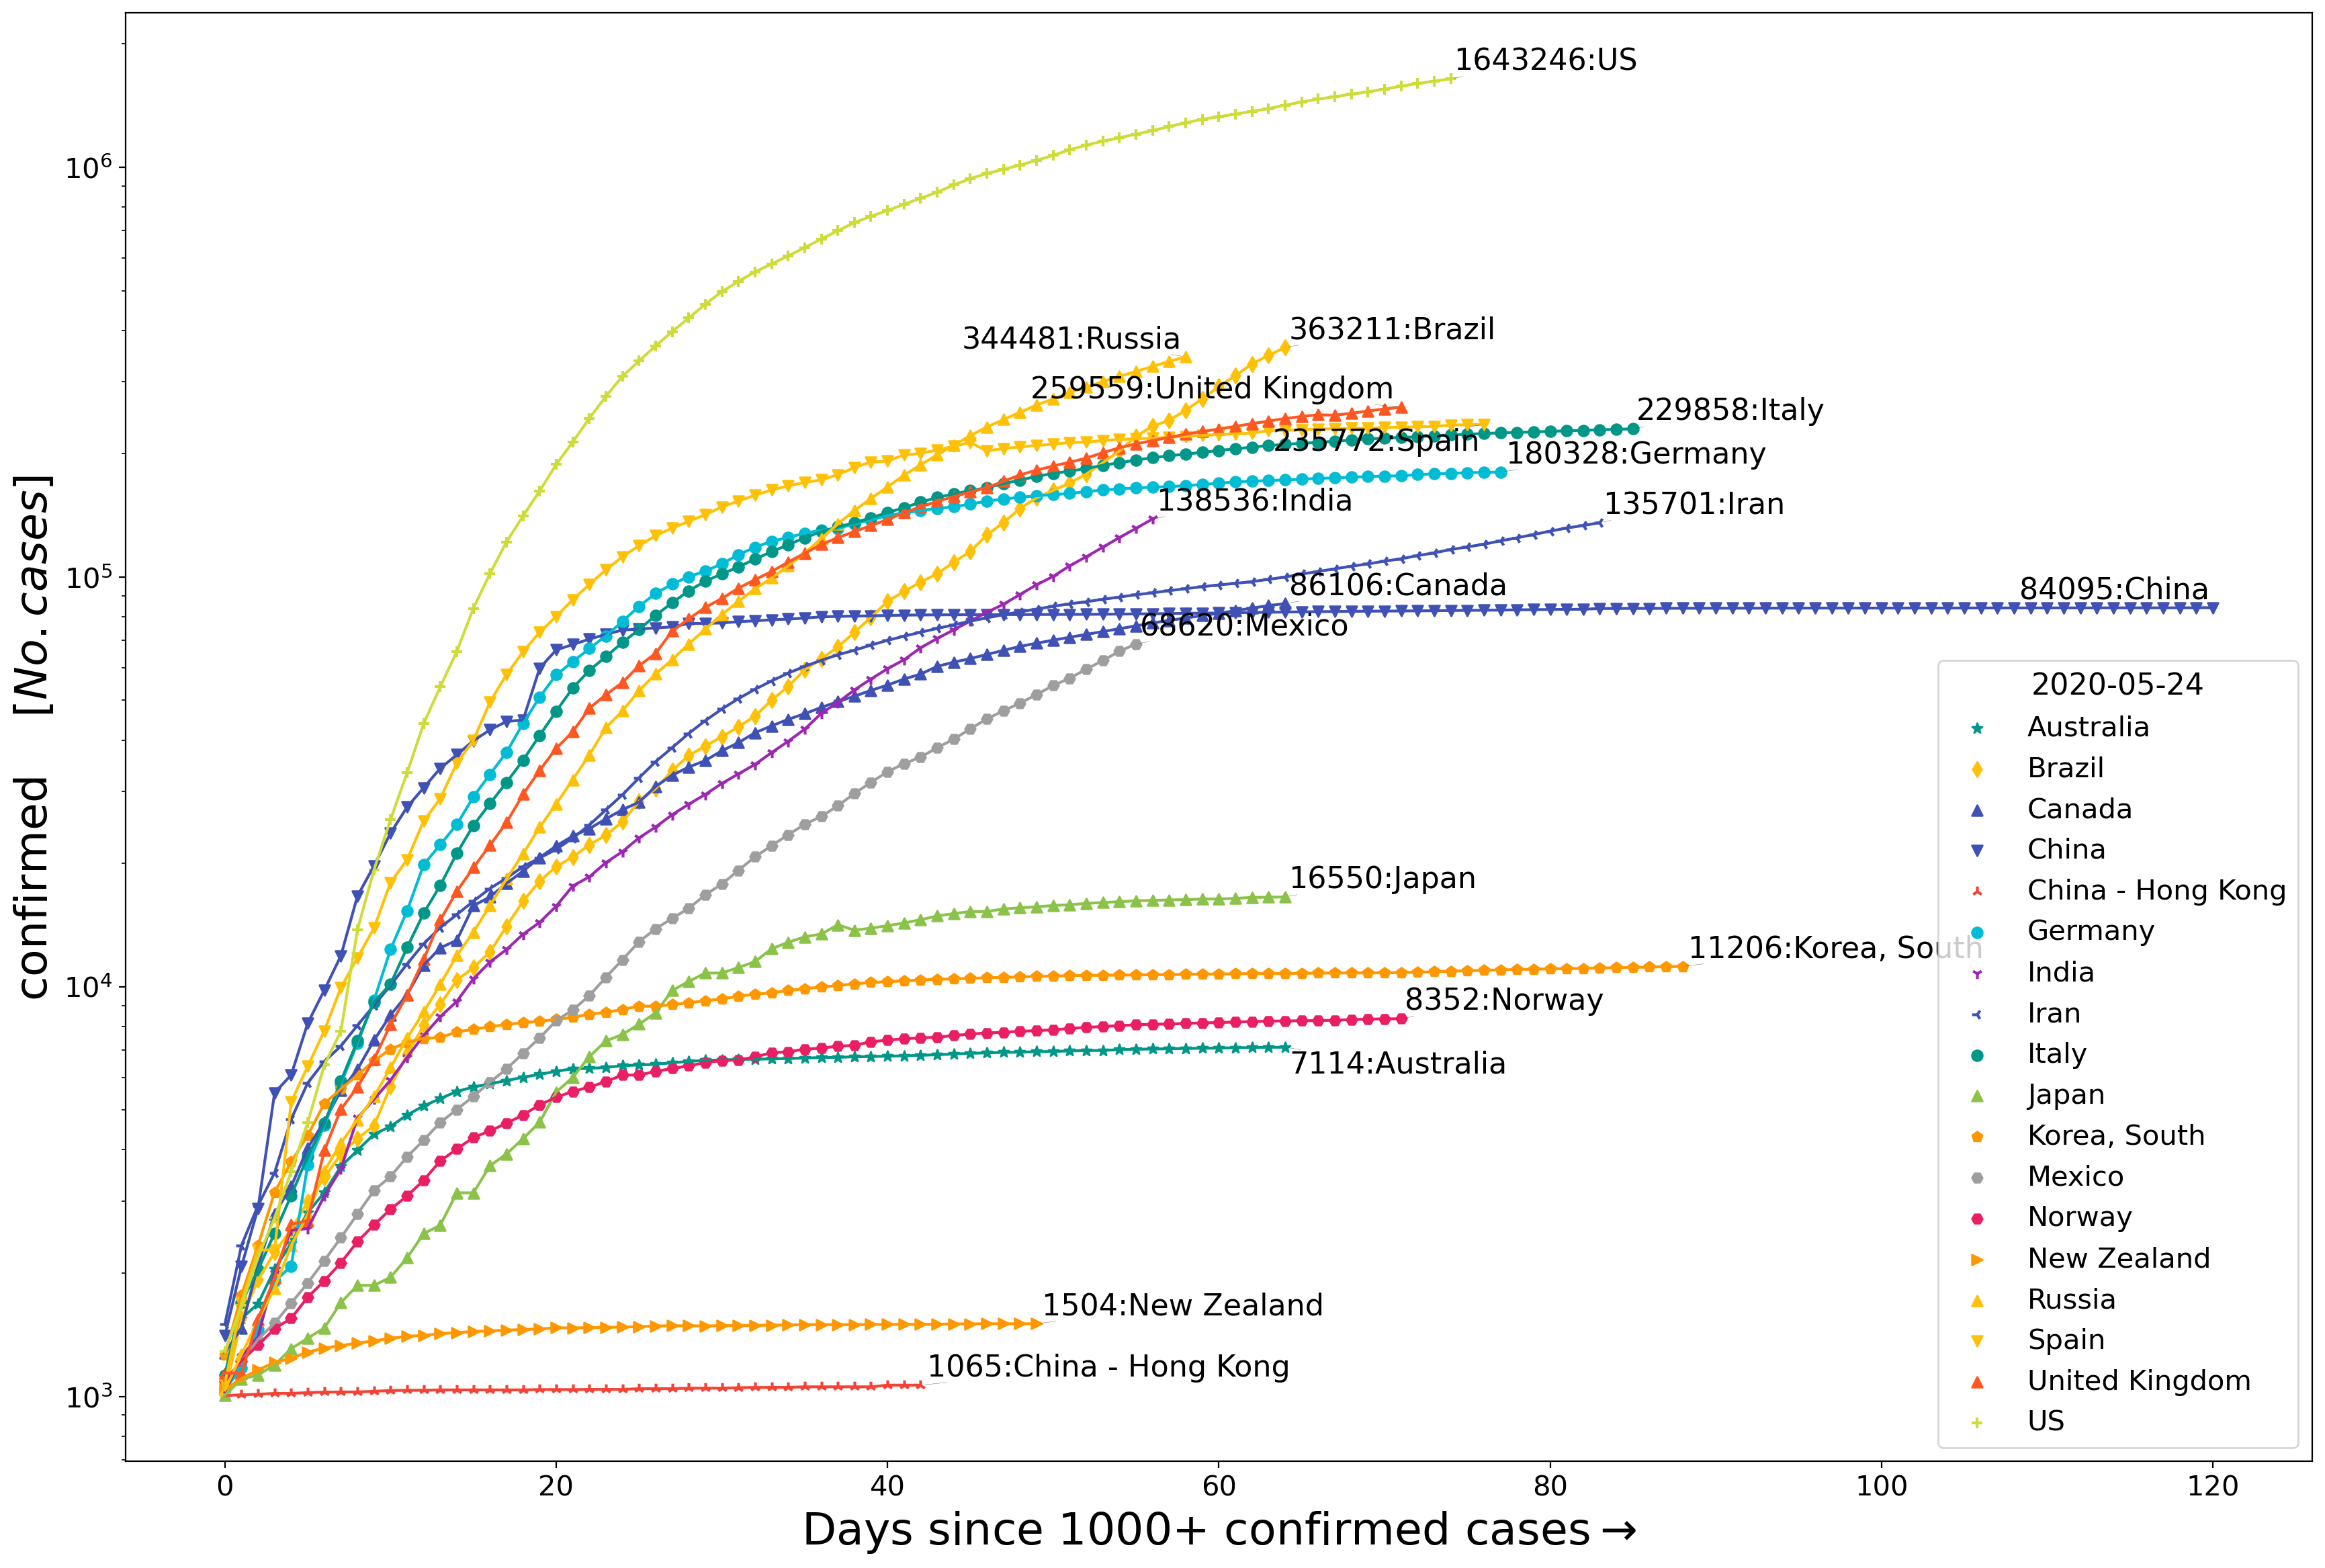 1643246:US
363211:Brazil
344481:Russia
259559:United Kingdom
229858:Italy
235772:Spain
180328:Germany
138536:India
135701:Iran
86106:Canada
84095:China
68620:Mexico
16550:Japan
11206:Korea, South
8352:Norway
7114:Australia
1504:New Zealand
1065:China - Hong Kong
confirmed [No. cases]
10⁶
10⁵
10⁴
10³
2020-05-24
Australia
Brazil
Canada
China
China - Hong Kong
Germany
India
Iran
Italy
Japan
Korea, South
Mexico
Norway
New Zealand
Russia
Spain
United Kingdom
US
0 20 40 60 80 100 120
Days since 1000+ confirmed cases→